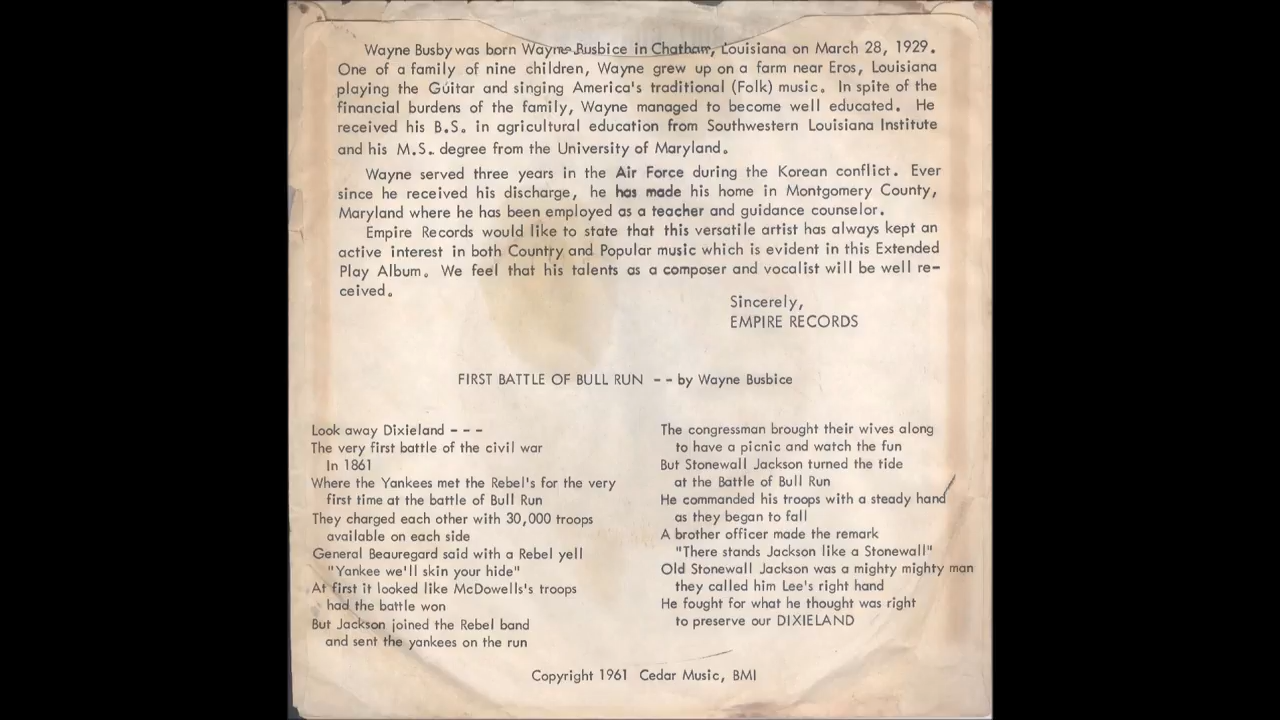 Wayne Busby was born Wayne Busbice in Chatham, Louisiana on March 28, 1929.
One of a family of nine children, Wayne grew up on a farm near Eros, Louisiana
playing the Gúitar and singing America's traditional (Folk) music. In spite of the
financial burdens of the family, Wayne managed to become well educated. He
received his B.S. in agricultural education from Southwestern Louisiana Institute
and his M.S. degree from the University of Maryland.
Wayne served three years in the Air Force during the Korean conflict. Ever
since he received his discharge, he has made his home in Montgomery County,
Maryland where he has been employed as a teacher and guidance counselor.
Empire Records would like to state that this versatile artist has always kept an
active interest in both Country and Popular music which is evident in this Extended
Play Album. We feel that his talents as a composer and vocalist will be well re-
ceived.
Sincerely,
EMPIRE RECORDS
FIRST BATTLE OF BULL RUN -- by Wayne Busbice
Look away Dixieland ---
The very first battle of the civil war
In 1861
Where the Yankees met the Rebel's for the very
first time at the battle of Bull Run
They charged each other with 30,000 troops
available on each side
General Beauregard said with a Rebel yell
"Yankee we'll skin your hide"
At first it looked like McDowells's troops
had the battle won
But Jackson joined the Rebel band
and sent the yankees on the run
The congressman brought their wives along
to have a picnic and watch the fun
But Stonewall Jackson turned the tide
at the Battle of Bull Run
He commanded his troops with a steady hand
as they began to fall
A brother officer made the remark
"There stands Jackson like a Stonewall"
Old Stonewall Jackson was a mighty mighty man
they called him Lee's right hand
He fought for what he thought was right
to preserve our DIXIELAND
Copyright 1961 Cedar Music, BMI